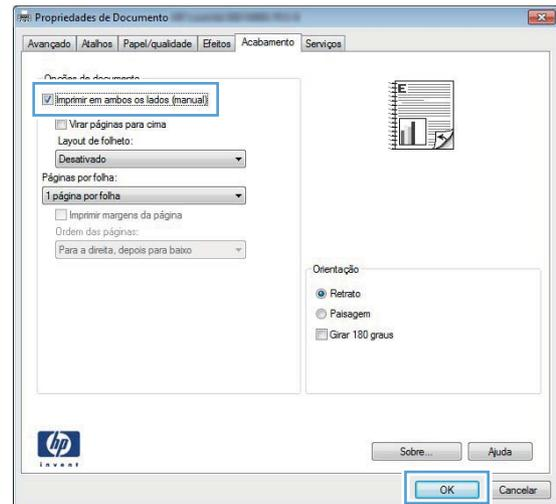 Propriedades de Documento
Avançado Atalhos Papel/qualidade Efeitos Acabamento Serviços
Opções de documento
Imprimir em ambos os lados (manual)
Virar páginas para cima
Layout de folheto:
Desativado
Páginas por folha:
1 página por folha
Imprimir margens da página
Ordem das páginas:
Para a direita, depois para baixo
E
Orientação
Retrato
Paisagem
Girar 180 graus
hp
invent
Sobre... Ajuda
OK Cancelar